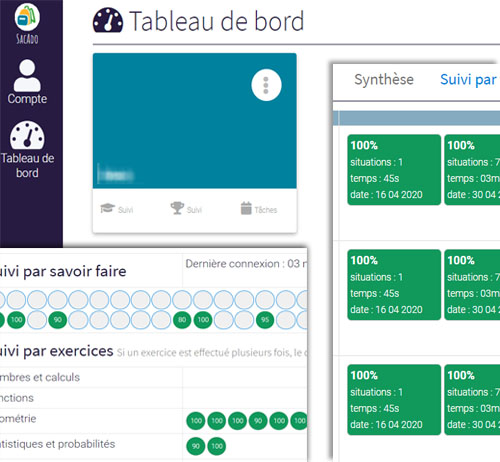 SACADO
Compte
Tableau de
bord
Tableau de bord
Suivi
Suivi
Tâches
Synthèse
Suivi par
100%
situations : 1
temps : 45s
date : 16 04 2020
100%
situations : 7
temps : 03m
date : 30 04 2
100%
situations : 1
temps : 45s
date : 16 04 2020
100%
situations : 7
temps : 03m
date : 30 04 2
100%
situations : 1
temps : 45s
date : 16 04 2020
100%
situations : 7
temps : 03m
date : 30 04 2
uivi par savoir faire
Dernière connexion : 03 r
100 90 80 100 95
uivi par exercices Si un exercice est effectué plusieurs fois, le c
mbres et calculs
nctions
ométrie 100 100 100 90 100 100
tistiques et probabilités 90 100